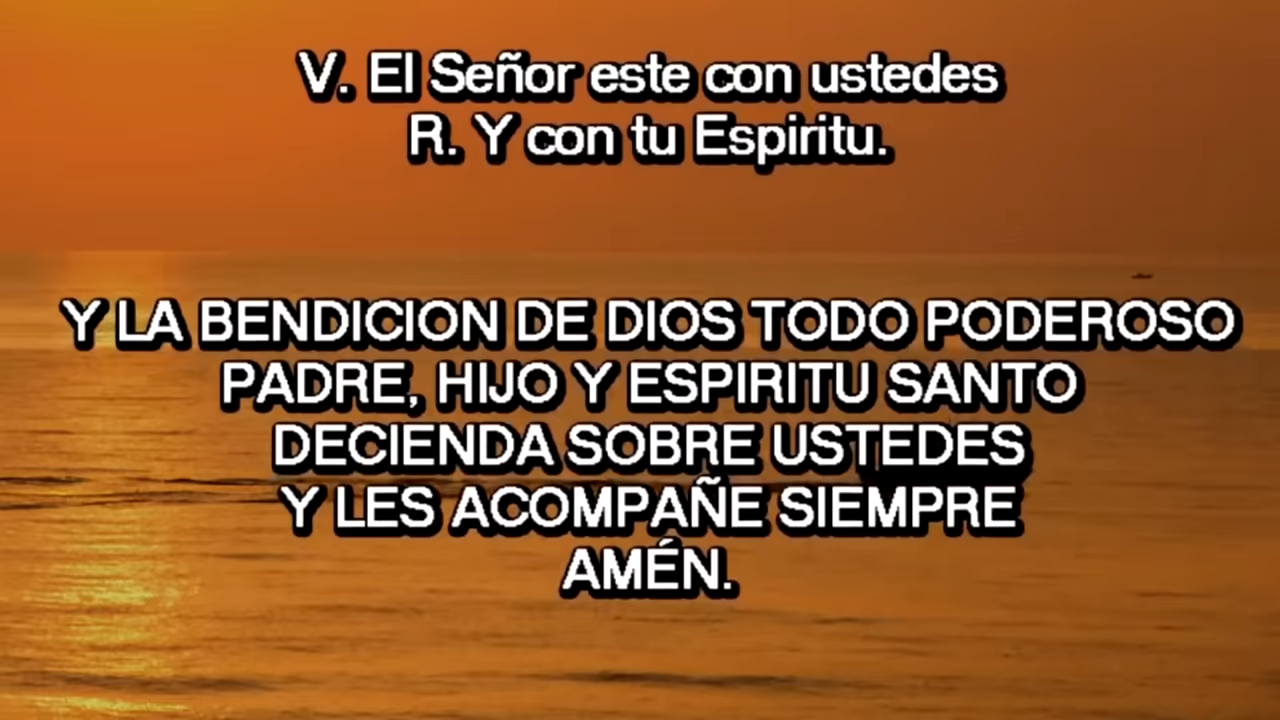 V. El Señor este con ustedes
R. Y con tu Espiritu.
Y LA BENDICION DE DIOS TODO PODEROSO
PADRE, HIJO Y ESPIRITU SANTO
DECIENDA SOBRE USTEDES
Y LES ACOMPAÑE SIEMPRE
AMÉN.